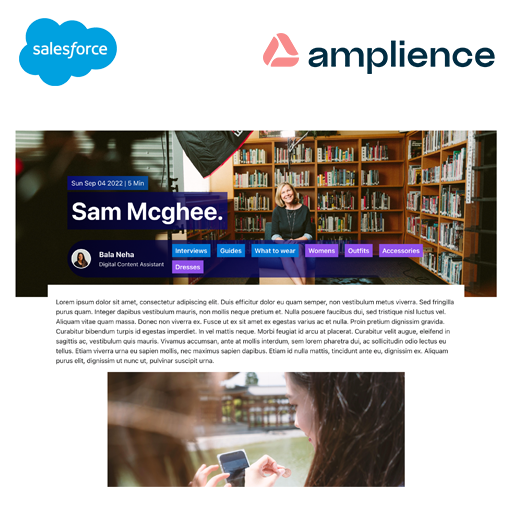 salesforce
amplience
Sun Sep 04 2022 | 5 Min
Sam Mcghee.
Bala Neha
Digital Content Assistant
Interviews Guides What to wear Womens Outfits Accessories
Dresses
Lorem ipsum dolor sit amet, consectetur adipiscing elit. Duis efficitur dolor eu quam semper, non vestibulum metus viverra. Sed fringilla
purus quam. Integer dapibus vestibulum mauris, non mollis neque pretium et. Nulla posuere faucibus dui, sed tristique nisl luctus vel.
Aliquam vitae quam massa. Donec non viverra ex. Fusce ut ex sit amet ex egestas varius ac et nulla. Proin pretium dignissim gravida.
Curabitur bibendum turpis id egestas imperdiet. In vel mattis neque. Morbi feugiat id arcu at placerat. Curabitur velit augue, eleifend in
sagittis ac, vestibulum quis mauris. Vivamus accumsan, ante at mollis interdum, sem lorem pharetra dui, ac sollicitudin odio lectus eu
tellus. Etiam viverra urna eu sapien mollis, nec maximus sapien dapibus. Etiam id nulla mattis, tincidunt ante eu, dignissim ex. Aliquam
purus elit, dignissim ut nunc ut, pulvinar suscipit urna.